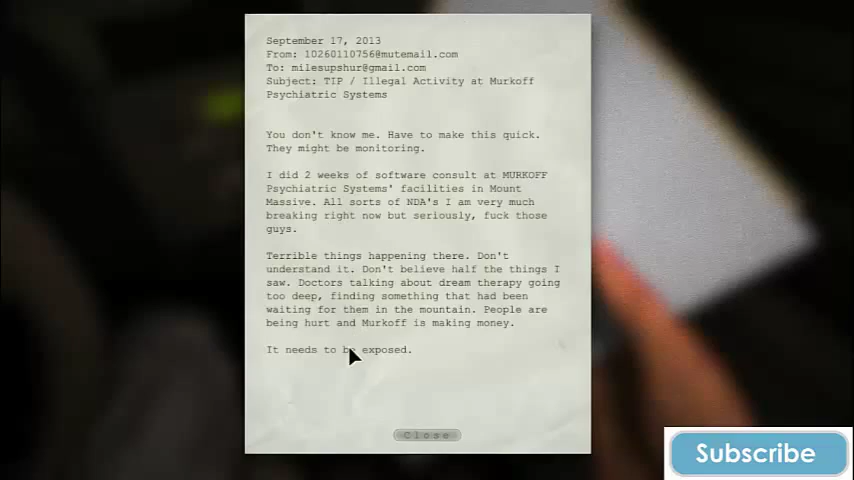 September 17, 2013
From: 10260110756@mutemail.com
To: milesupshur@gmail.com
Subject: TIP / Illegal Activity at Murkoff
Psychiatric Systems
You don't know me. Have to make this quick.
They might be monitoring.
I did 2 weeks of software consult at MURKOFF
Psychiatric Systems' facilities in Mount
Massive. All sorts of NDA's I am very much
breaking right now but seriously, fuck those
guys.
Terrible things happening there. Don't
understand it. Don't believe half the things I
saw. Doctors talking about dream therapy going
too deep, finding something that had been
waiting for them in the mountain. People are
being hurt and Murkoff is making money.
It needs to be exposed.
Close
Subscribe